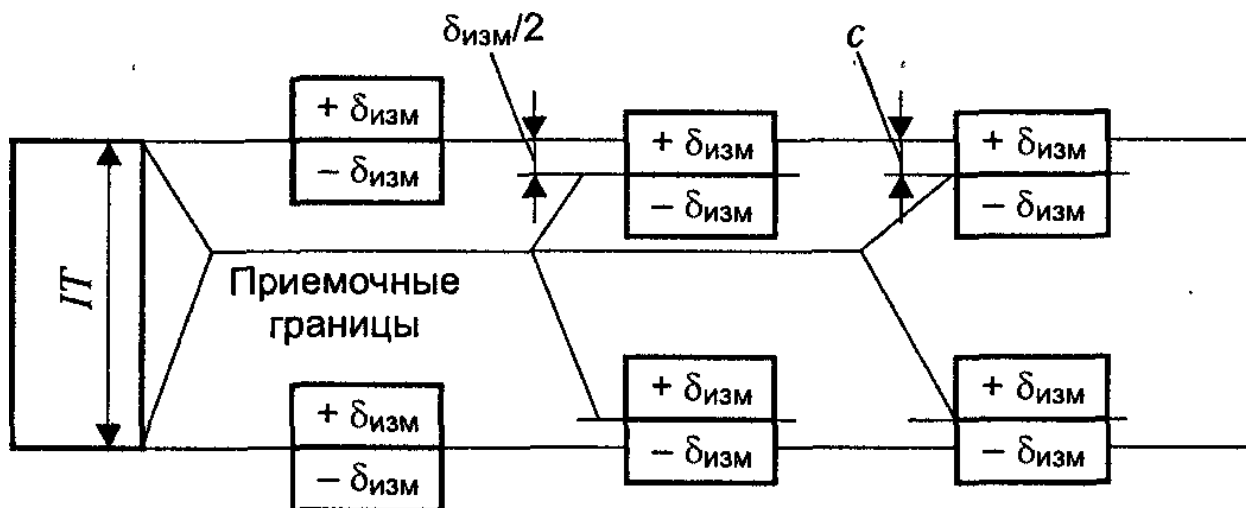 δизм/2
c
+ δизм
− δизм
+ δизм
− δизм
+ δизм
− δизм
IT
Приемочные
границы
+ δизм
− δизм
+ δизм
− δизм
+ δизм
− δизм